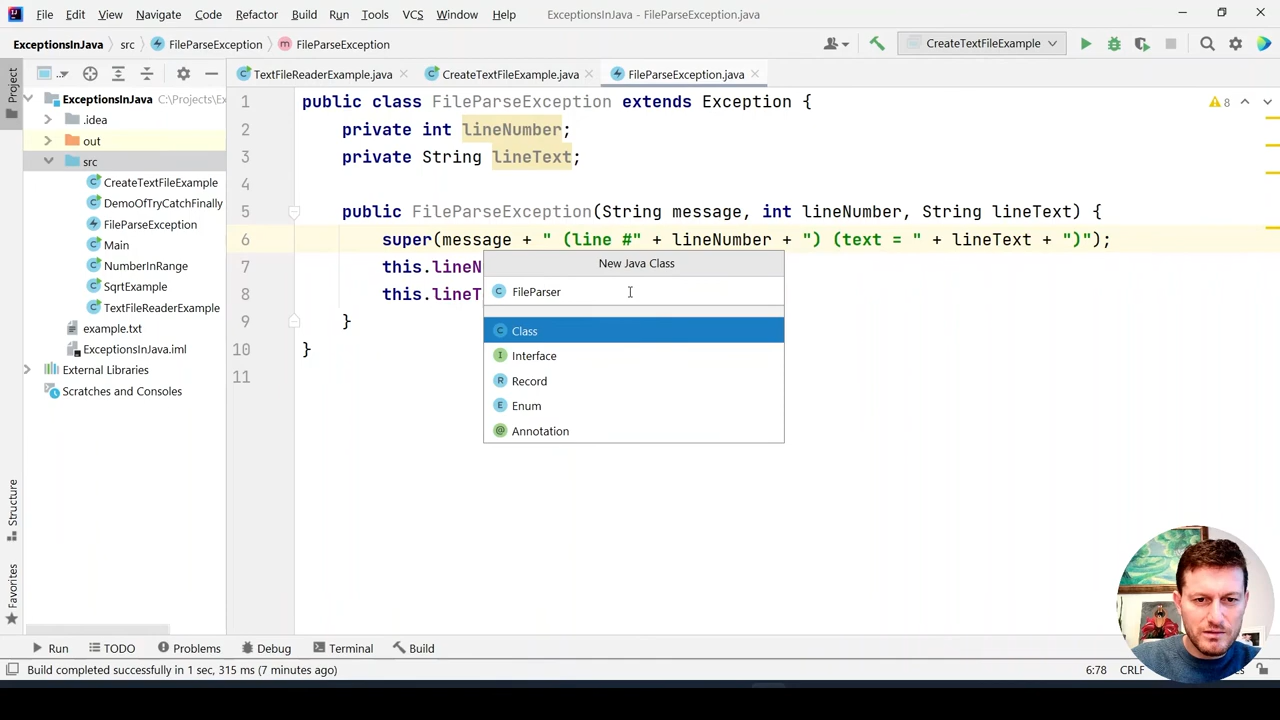 File Edit View Navigate Code Refactor Build Run Tools VCS Window Help ExceptionsInJava - FileParseException.java
ExceptionsInJava src FileParseException FileParseException CreateTextFileExample
Project
TextFileReaderExample.java CreateTextFileExample.java FileParseException.java
ExceptionsInJava C:\Projects\Ex
.idea
out
src
CreateTextFileExample
DemoOfTryCatchFinally
FileParseException
Main
NumberInRange
SqrtExample
TextFileReaderExample
example.txt
ExceptionsInJava.iml
External Libraries
Scratches and Consoles
8
1 public class FileParseException extends Exception {
2 private int lineNumber;
3 private String lineText;
4
5 public FileParseException(String message, int lineNumber, String lineText) {
6 super(message + " (line #" + lineNumber + ") (text = " + lineText + ")");
7 this.lineN
8 this.lineT
9 }
10 }
11
New Java Class
FileParser
Class
Interface
Record
Enum
Annotation
Structure
Favorites
Run TODO Problems Debug Terminal Build
Build completed successfully in 1 sec, 315 ms (7 minutes ago) 6:78 CRLF